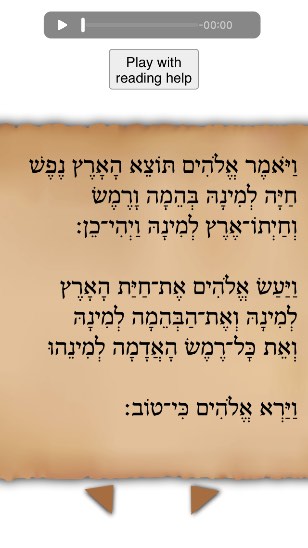 -00:00
Play with
reading help
וַיֹּאמֶר אֱלֹהִים תּוֹצֵא הָאָרֶץ נֶפֶשׁ
חַיָּה לְמִינָהּ בְּהֵמָה וָרֶמֶשׂ
וְחַיְתוֹ־אֶרֶץ לְמִינָהּ וַיְהִי־כֵן׃
וַיַּעַשׂ אֱלֹהִים אֶת־חַיַּת הָאָרֶץ
לְמִינָהּ וְאֶת־הַבְּהֵמָה לְמִינָהּ
וְאֵת כָּל־רֶמֶשׂ הָאֲדָמָה לְמִינֵהוּ
וַיַּרְא אֱלֹהִים כִּי־טוֹב׃